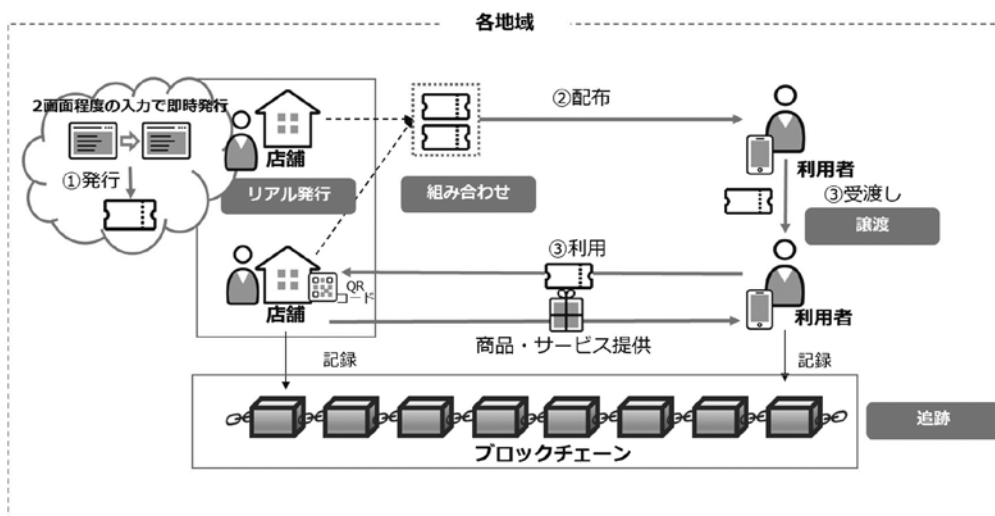 各地域
2画面程度の入力で即時発行
①発行
店舗
リアル発行
組み合わせ
②配布
利用者
③受渡し
譲渡
店舗
QR
コード
③利用
商品・サービス提供
利用者
記録
記録
ブロックチェーン
追跡